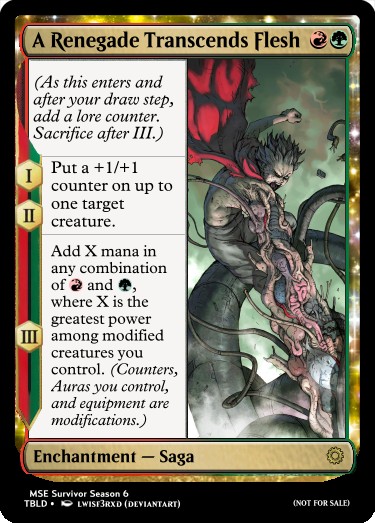 A Renegade Transcends Flesh
(As this enters and
after your draw step,
add a lore counter.
Sacrifice after III.)
I
II
Put a +1/+1
counter on up to
one target
creature.
III
Add X mana in
any combination
of and ,
where X is the
greatest power
among modified
creatures you
control. (Counters,
Auras you control,
and equipment are
modifications.)
Enchantment — Saga
MSE Survivor Season 6
TBLD • LWISF3RXD (DEVIANTART)
(NOT FOR SALE)